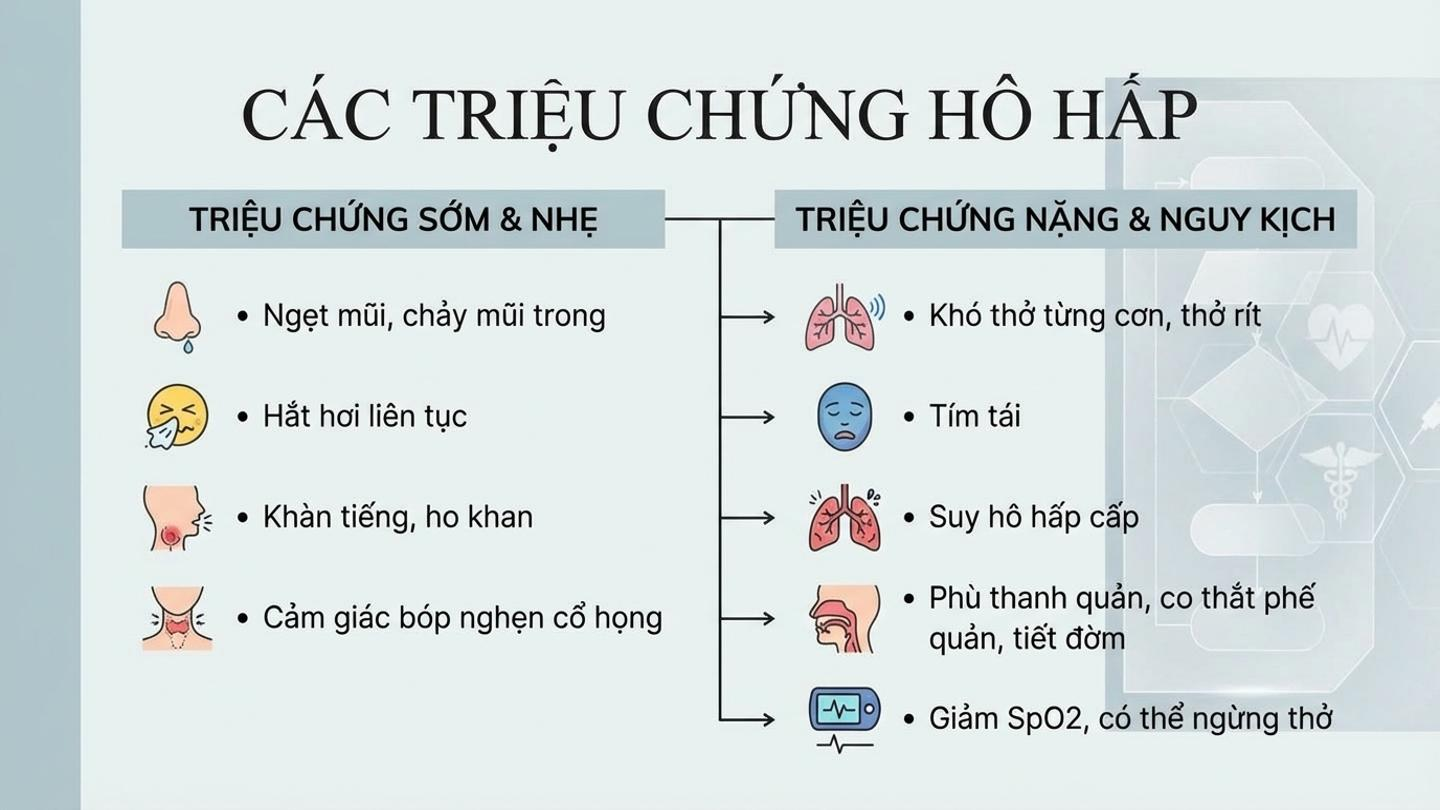 CÁC TRIỆU CHỨNG HÔ HẤP
TRIỆU CHỨNG SỚM & NHẸ
• Ngẹt mũi, chảy mũi trong
• Hắt hơi liên tục
• Khàn tiếng, ho khan
• Cảm giác bóp nghẹn cổ họng
TRIỆU CHỨNG NẶNG & NGUY KỊCH
• Khó thở từng cơn, thở rít
• Tím tái
• Suy hô hấp cấp
• Phù thanh quản, co thắt phế
quản, tiết đờm
• Giảm SpO2, có thể ngừng thở